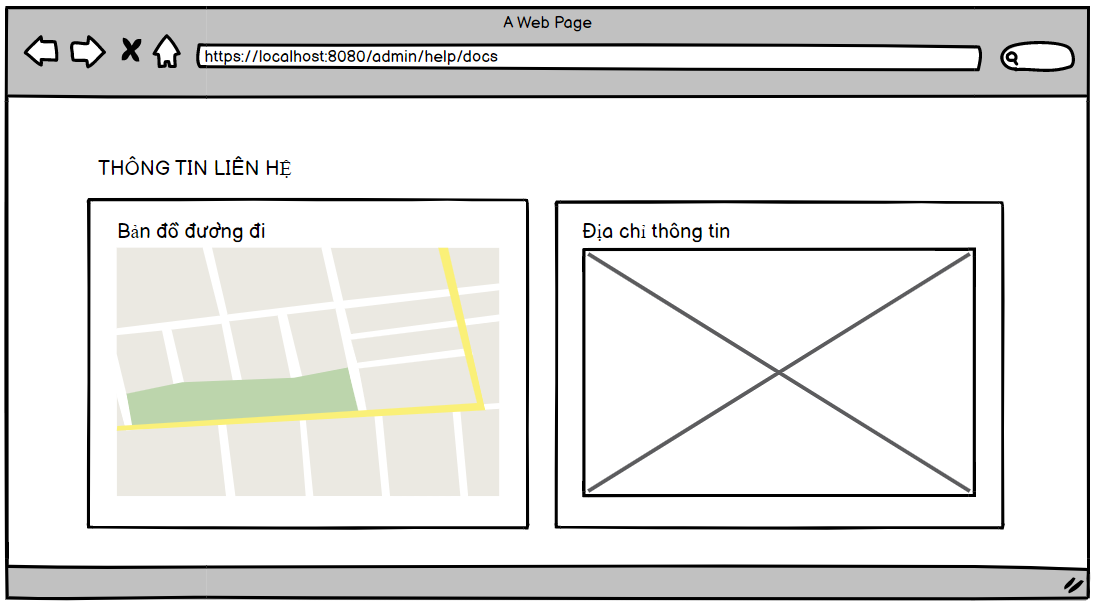 A Web Page
https://localhost:8080/admin/help/docs
THÔNG TIN LIÊN HỆ
Bản đồ đường đi
Địa chỉ thông tin